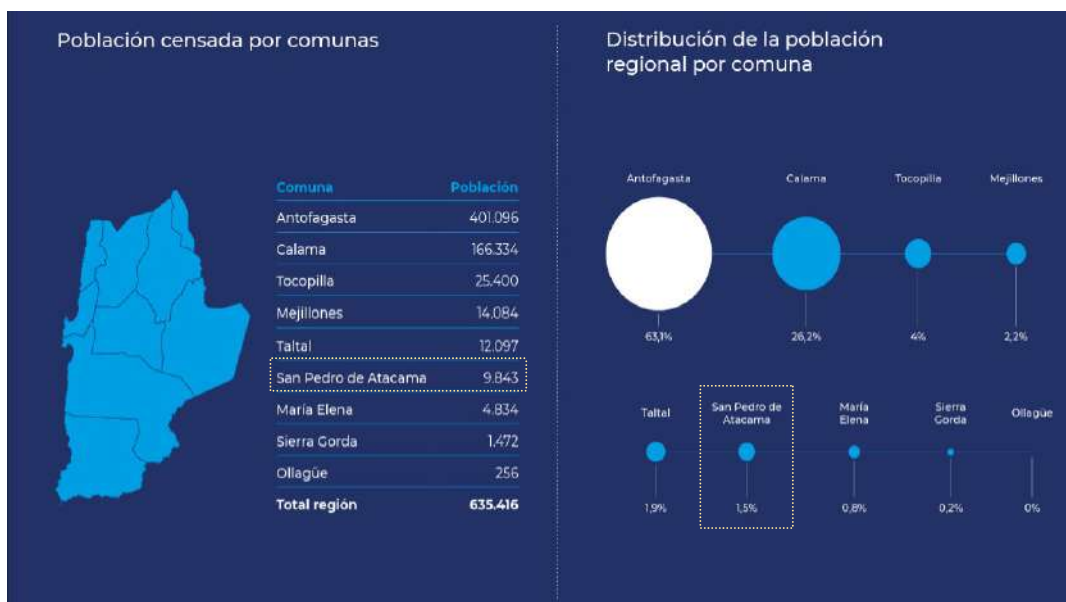 Población censada por comunas
Comuna Población
Antofagasta 401.096
Calama 166.334
Tocopilla 25.400
Mejillones 14.084
Taltal 12.097
San Pedro de Atacama 9.843
María Elena 4.834
Sierra Gorda 1.472
Ollagüe 256
Total región 635.416
Distribución de la población
regional por comuna
Antofagasta Calama Tocopilla Mejillones
63,1% 26,2% 4% 2,2%
Taltal San Pedro de Atacama María Elena Sierra Gorda Ollagüe
1,9% 1,5% 0,8% 0,2% 0%